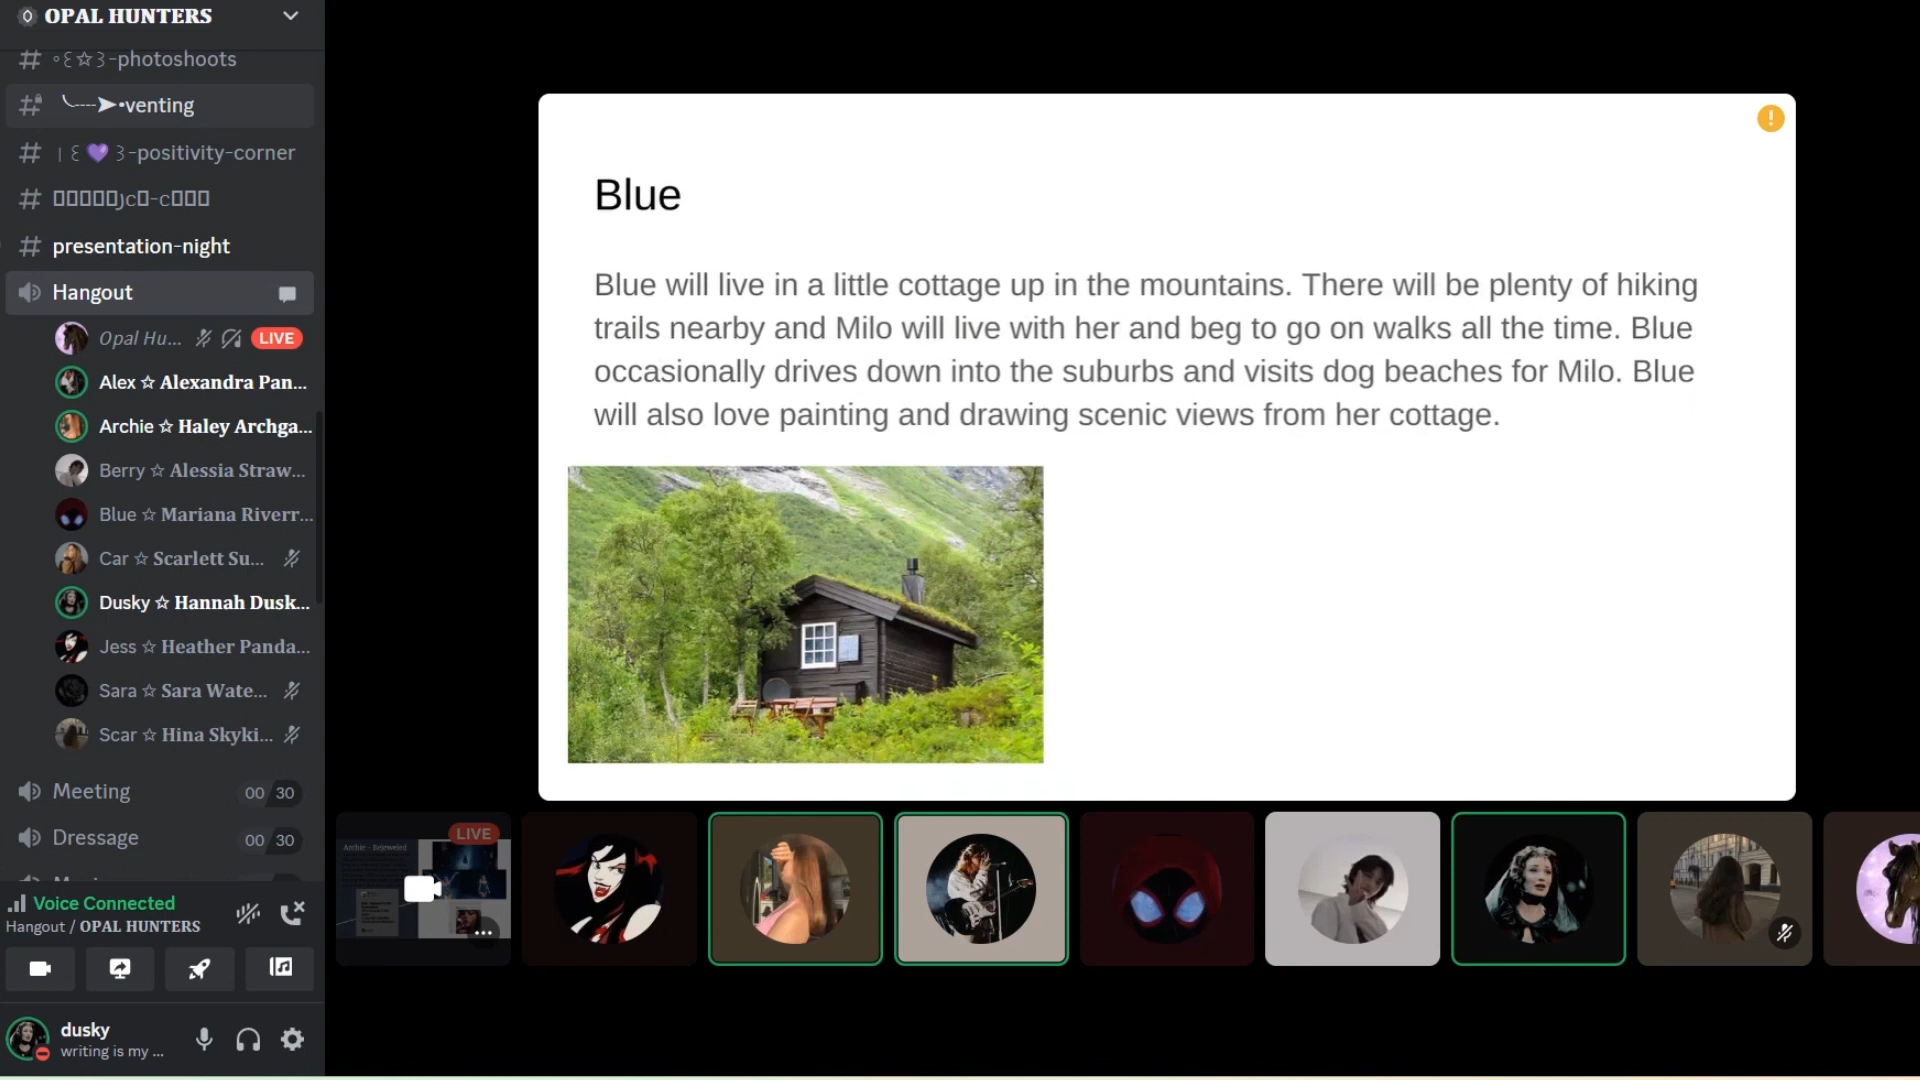 OPAL HUNTERS
# ∘꒰☆꒱-photoshoots
# ╰┈➤•venting
# ꒰💜꒱-positivity-corner
# presentation-night
Hangout
Opal Hu... LIVE
Alex ☆ Alexandra Pan...
Archie ☆ Haley Archga...
Berry ☆ Alessia Straw...
Blue ☆ Mariana Riverr...
Car ☆ Scarlett Su...
Dusky ☆ Hannah Dusk...
Jess ☆ Heather Panda...
Sara ☆ Sara Wate...
Scar ☆ Hina Skyki...
Meeting 00 30
Dressage 00 30
Voice Connected
Hangout / OPAL HUNTERS
dusky
writing is my ...
Blue
Blue will live in a little cottage up in the mountains. There will be plenty of hiking
trails nearby and Milo will live with her and beg to go on walks all the time. Blue
occasionally drives down into the suburbs and visits dog beaches for Milo. Blue
will also love painting and drawing scenic views from her cottage.
LIVE
Archie - Bejeweled